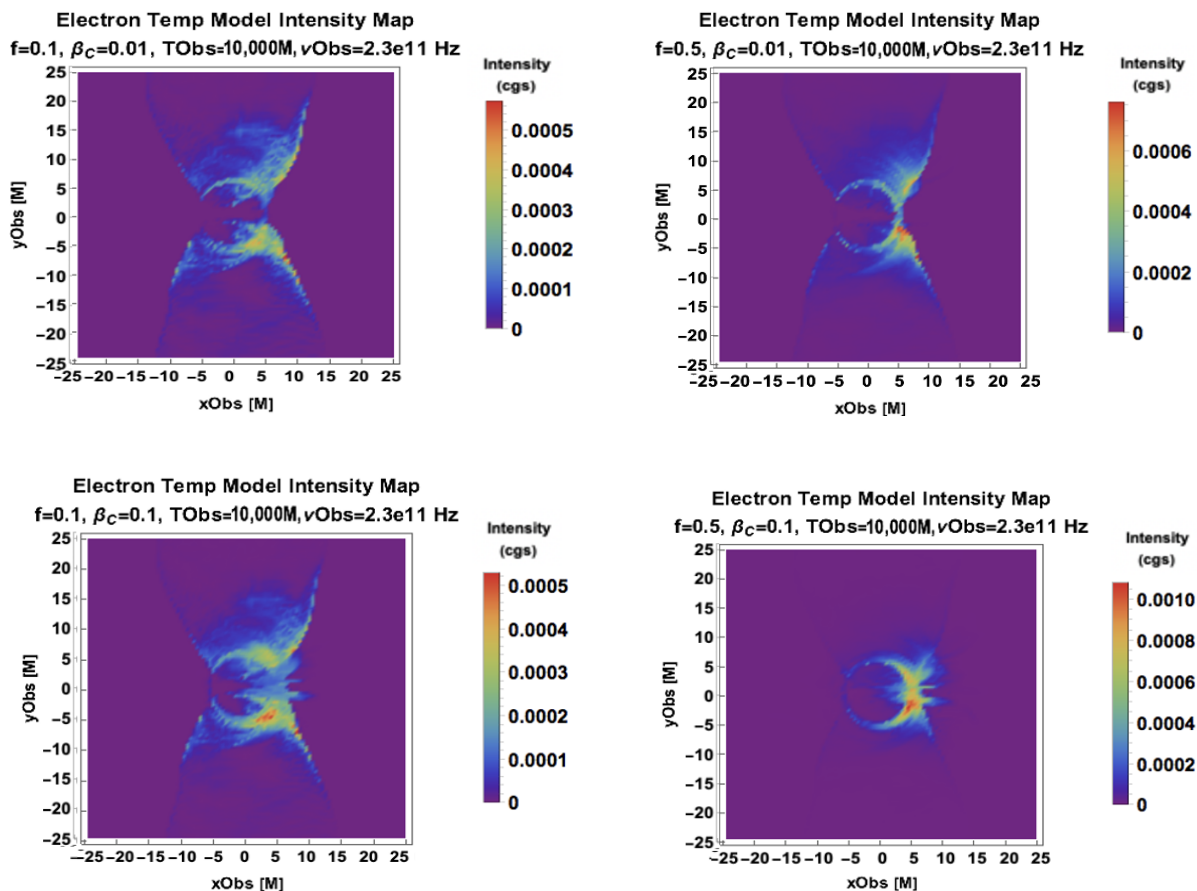 Electron Temp Model Intensity Map
f=0.1, βC=0.01, TObs=10,000M, νObs=2.3e11 Hz
Intensity
(cgs)
25
20
15
10
5
0
−5
−10
−15
−20
−25
yObs [M]
−25 −20 −15 −10 −5 0 5 10 15 20 25
xObs [M]
0.0005
0.0004
0.0003
0.0002
0.0001
0
Electron Temp Model Intensity Map
f=0.5, βC=0.01, TObs=10,000M, νObs=2.3e11 Hz
Intensity
(cgs)
25
20
15
10
5
0
−5
−10
−15
−20
−25
yObs [M]
−25 −20 −15 −10 −5 0 5 10 15 20 25
xObs [M]
0.0006
0.0004
0.0002
0
Electron Temp Model Intensity Map
f=0.1, βC=0.1, TObs=10,000M, νObs=2.3e11 Hz
Intensity
(cgs)
25
20
15
10
5
0
−5
−10
−15
−20
−25
yObs [M]
−25 −20 −15 −10 −5 0 5 10 15 20 25
xObs [M]
0.0005
0.0004
0.0003
0.0002
0.0001
0
Electron Temp Model Intensity Map
f=0.5, βC=0.1, TObs=10,000M, νObs=2.3e11 Hz
Intensity
(cgs)
25
20
15
10
5
0
−5
−10
−15
−20
−25
yObs [M]
−25 −20 −15 −10 −5 0 5 10 15 20 25
xObs [M]
0.0010
0.0008
0.0006
0.0004
0.0002
0